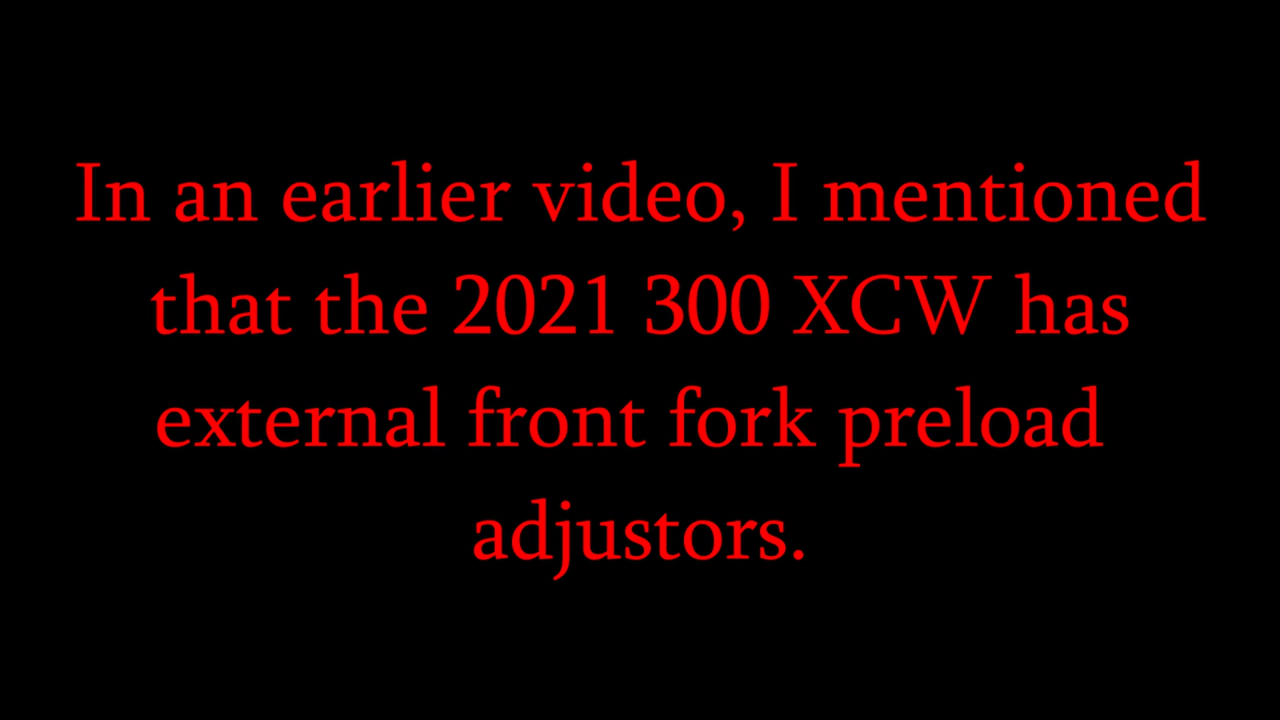 In an earlier video, I mentioned
that the 2021 300 XCW has
external front fork preload
adjustors.